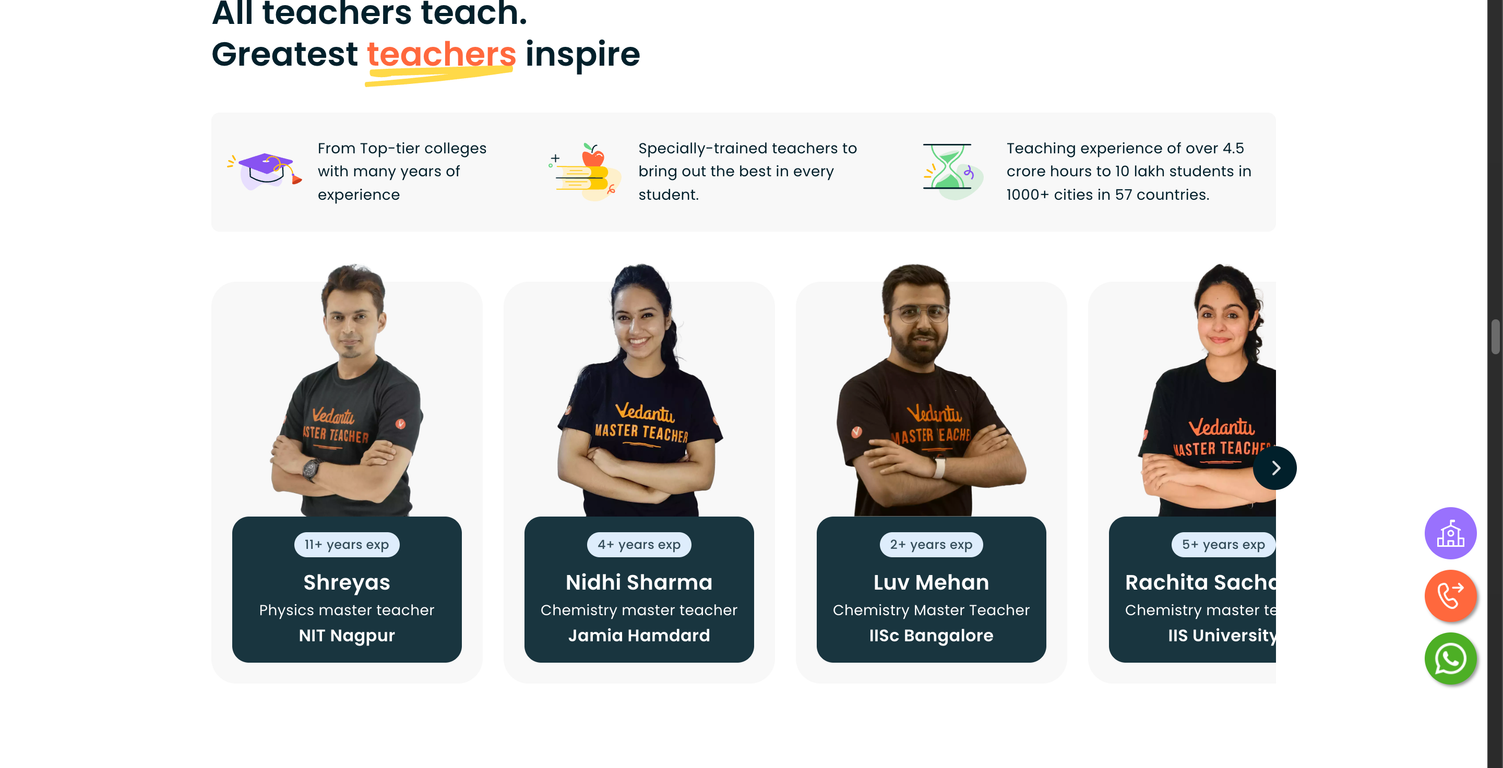 All teachers teach.
Greatest teachers inspire
From Top-tier colleges
with many years of
experience
Specially-trained teachers to
bring out the best in every
student.
Teaching experience of over 4.5
crore hours to 10 lakh students in
1000+ cities in 57 countries.
Vedantu
MASTER TEACHER
Vedantu
MASTER TEACHER
Vedantu
MASTER TEACHER
Vedantu
MASTER TEACHER
11+ years exp
Shreyas
Physics master teacher
NIT Nagpur
4+ years exp
Nidhi Sharma
Chemistry master teacher
Jamia Hamdard
2+ years exp
Luv Mehan
Chemistry Master Teacher
IISc Bangalore
5+ years exp
Rachita
Chemistry master
IIS University